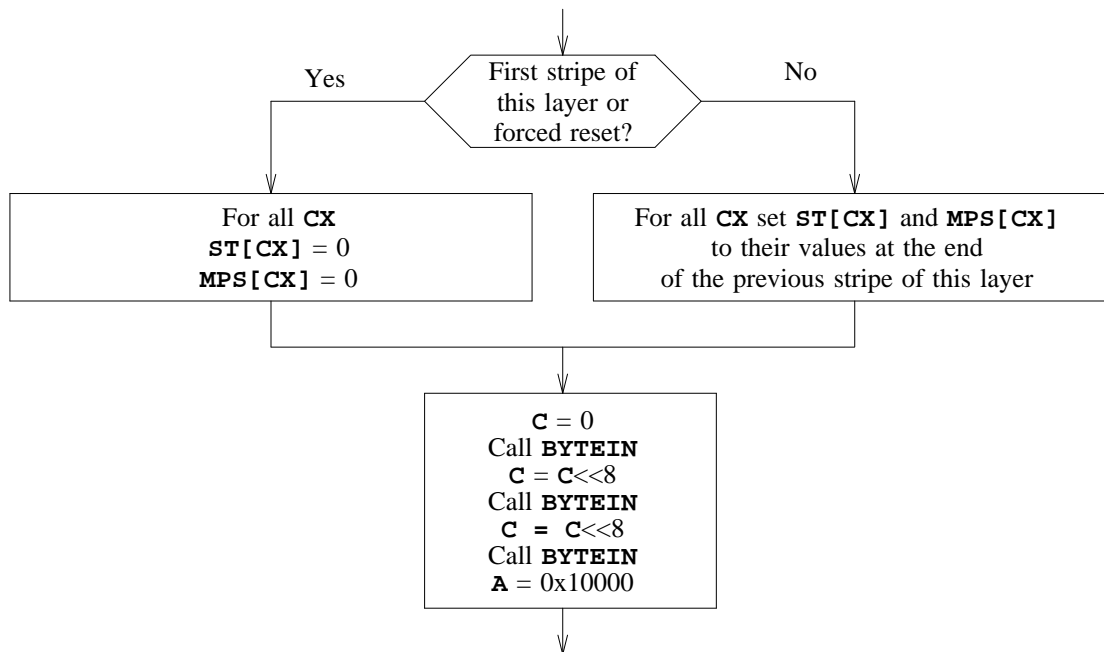 First stripe of
this layer or
forced reset?
Yes
No
For all CX
ST[CX] = 0
MPS[CX] = 0
For all CX set ST[CX] and MPS[CX]
to their values at the end
of the previous stripe of this layer
C = 0
Call BYTEIN
C = C<<8
Call BYTEIN
C = C<<8
Call BYTEIN
A = 0x10000